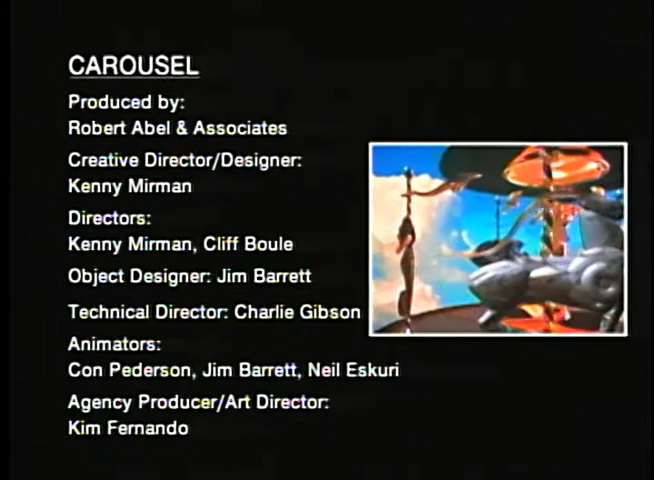 CAROUSEL
Produced by:
Robert Abel & Associates
Creative Director/Designer:
Kenny Mirman
Directors:
Kenny Mirman, Cliff Boule
Object Designer: Jim Barrett
Technical Director: Charlie Gibson
Animators:
Con Pederson, Jim Barrett, Neil Eskuri
Agency Producer/Art Director:
Kim Fernando